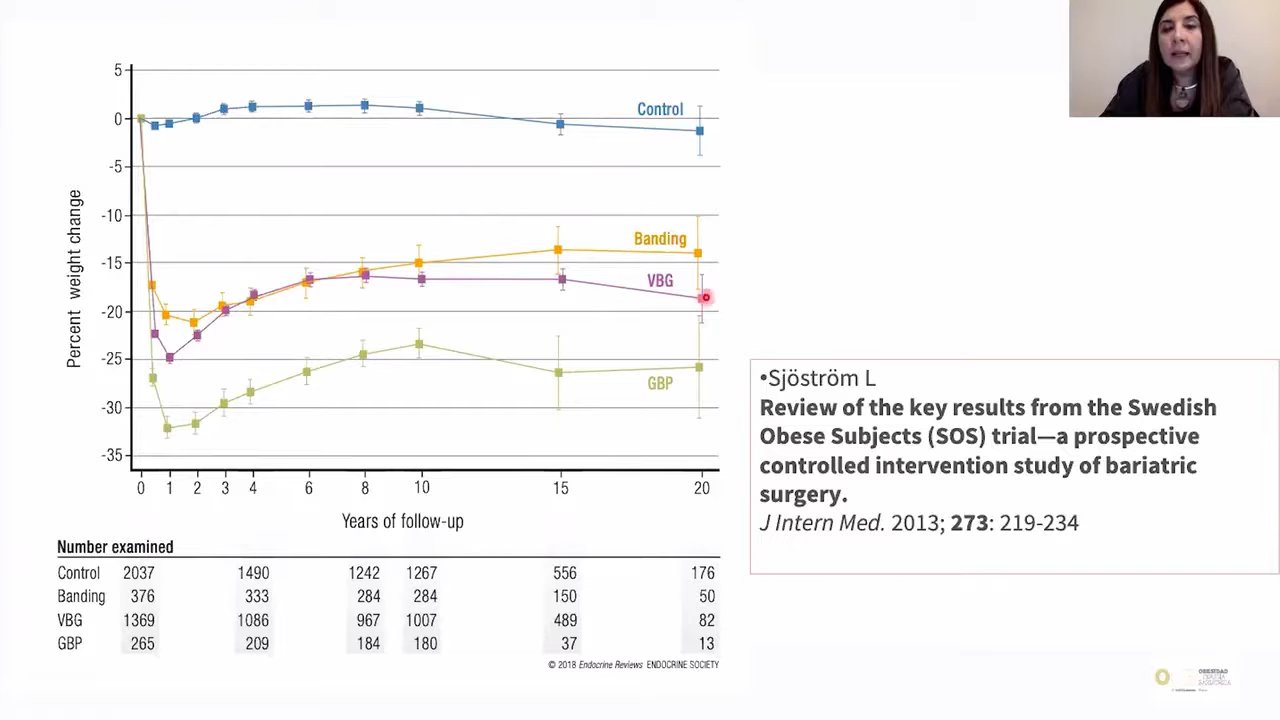 5
0
-5
-10
-15
-20
-25
-30
-35
Percent weight change
Control
Banding
VBG
GBP
0 1 2 3 4 6 8 10 15 20
Years of follow-up
Number examined
Control 2037 1490 1242 1267 556 176
Banding 376 333 284 284 150 50
VBG 1369 1086 967 1007 489 82
GBP 265 209 184 180 37 13
© 2018 Endocrine Reviews ENDOCRINE SOCIETY
•Sjöström L
Review of the key results from the Swedish
Obese Subjects (SOS) trial—a prospective
controlled intervention study of bariatric
surgery.
J Intern Med. 2013; 273: 219-234